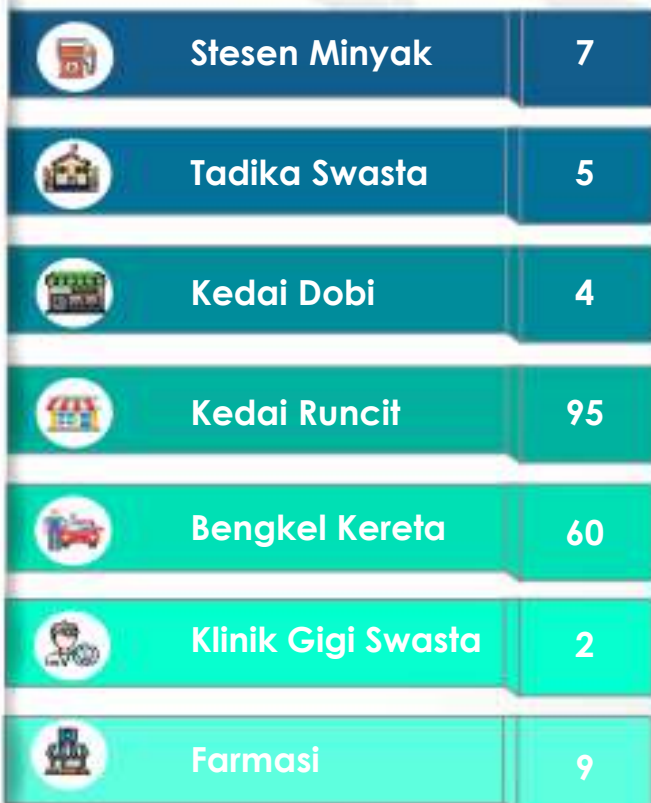 Stesen Minyak 7
Tadika Swasta 5
Kedai Dobi 4
Kedai Runcit 95
Bengkel Kereta 60
Klinik Gigi Swasta 2
Farmasi 9